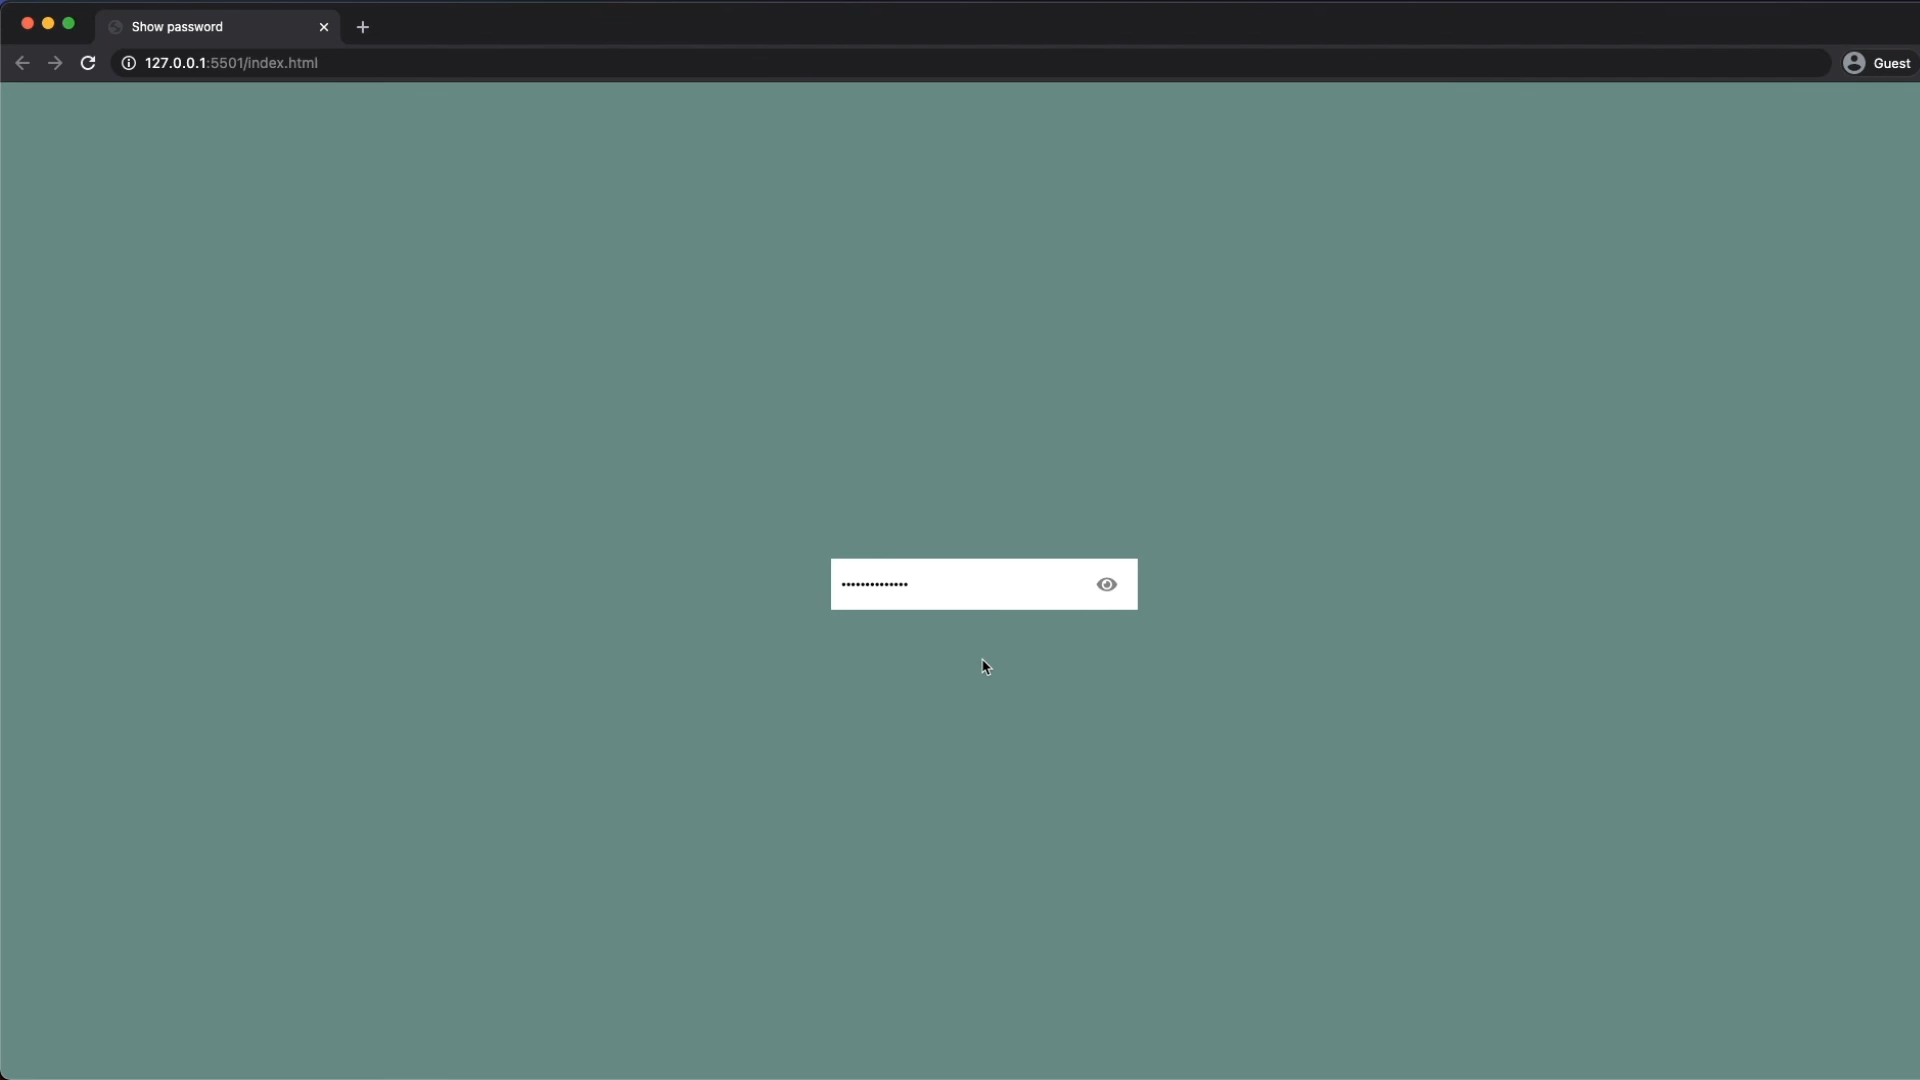 Show password
127.0.0.1:5501/index.html
Guest
••••••••••••••